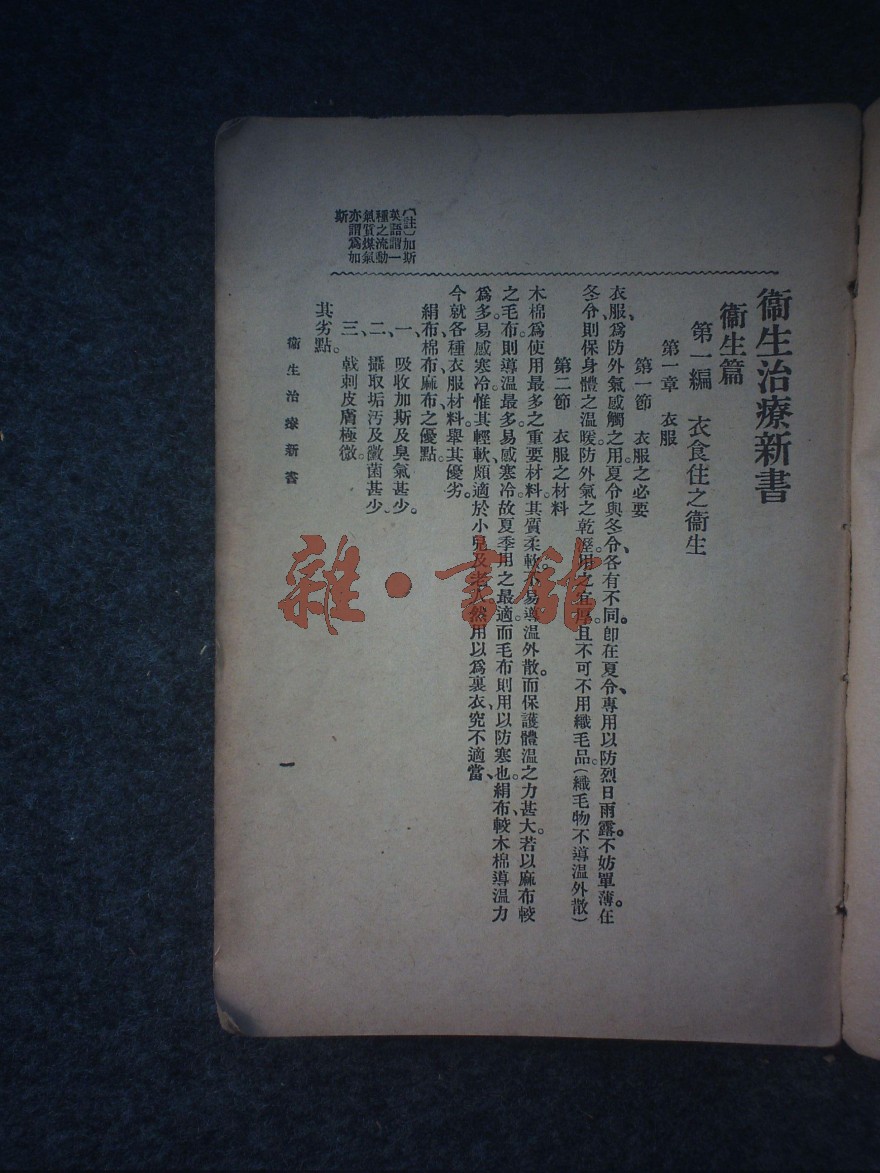 衞生治療新書
衞生篇
第一編　衣食住之衞生
第一章　衣服
第一節　衣服之必要
衣服、爲防外氣感觸之用。夏令與冬令、各有不同。卽在夏令、專用以防烈日雨露。不妨單薄。在
冬令、則保身體之溫暖。防外氣之乾溼。用之宜厚。且不可不用織毛品。(織毛物不導溫外散)
第二節　衣服之材料
木棉爲使用最多之重要材料。其質柔軟。不易導溫外散。而保護體溫之力甚大。若以麻布較
之毛布、則導溫最多。易感寒冷。故夏季用之最適。而毛布則用以防寒也。絹布、較木棉導溫力
爲多。易感寒冷。惟其輕軟、頗適於小兒及老人。然用以爲裏衣、究不適當、
今就各種衣服材料、舉其優劣。
絹布、棉布、麻布之優點。
一、吸收加斯及臭氣甚少。
二、攝取垢汚及黴菌甚少。
三、戟刺皮膚極微。
其劣點。
(註)加斯
英語謂一
種之流動
氣質煤氣
亦謂爲加
斯
衞生治療新書
一
雜·書館